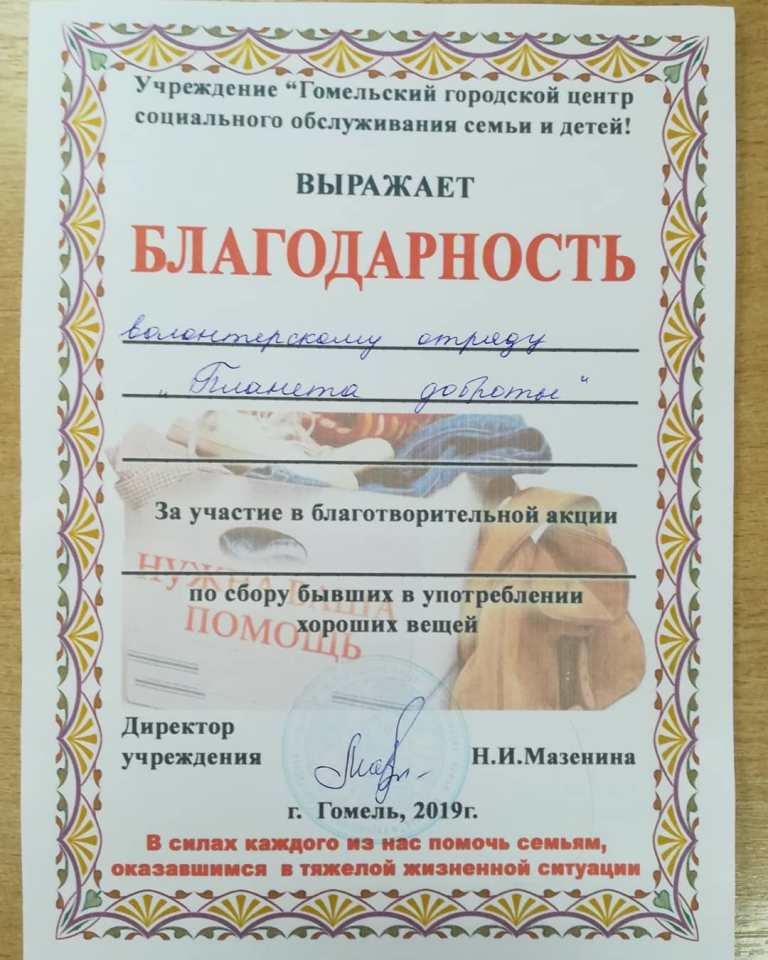 Учреждение “Гомельский городской центр
социального обслуживания семьи и детей!
ВЫРАЖАЕТ
БЛАГОДАРНОСТЬ
волонтерскому отряду
„Планета доброты“
За участие в благотворительной акции
НУЖНА ВАША
ПОМОЩЬ
по сбору бывших в употреблении
хороших вещей
Директор
учреждения Н.И.Мазенина
г. Гомель, 2019г.
В силах каждого из нас помочь семьям,
оказавшимся в тяжелой жизненной ситуации